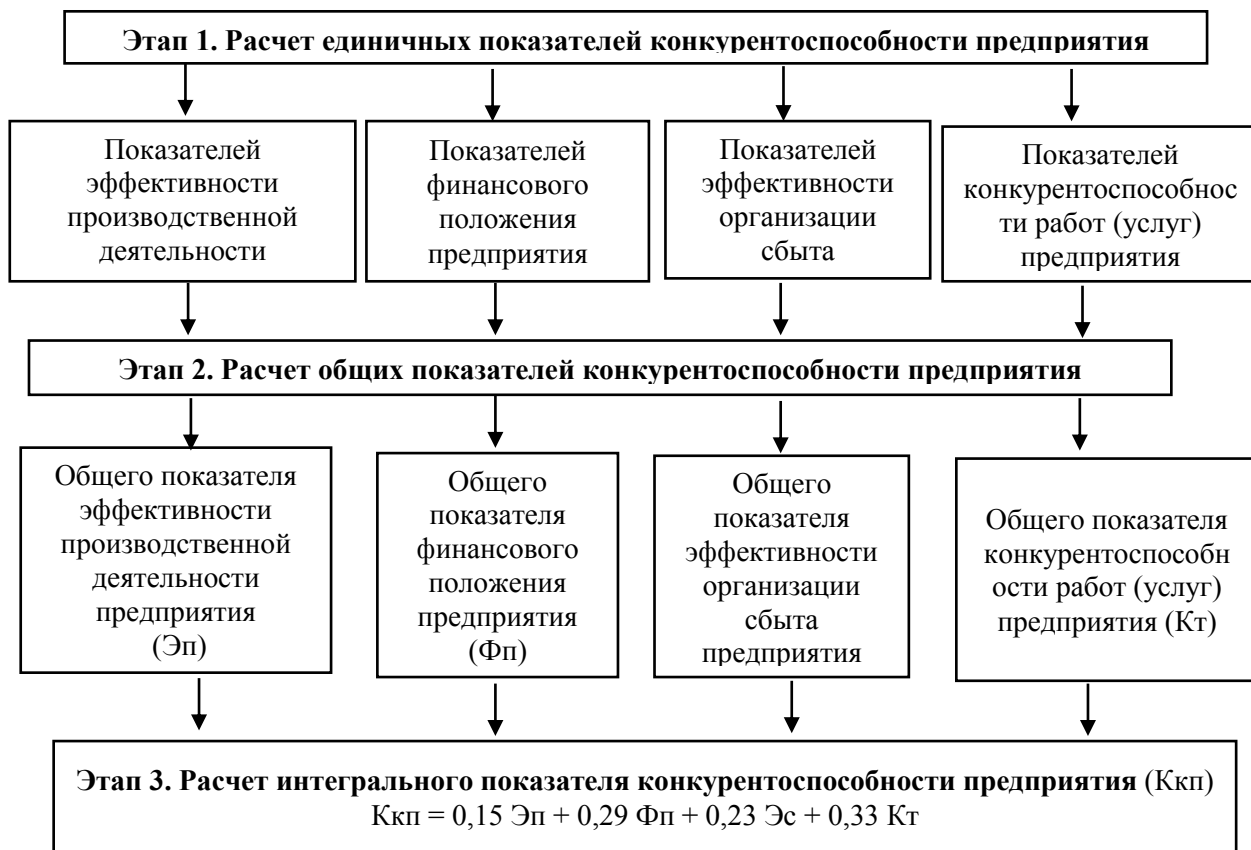 Этап 1. Расчет единичных показателей конкурентоспособности предприятия
Показателей
эффективности
производственной
деятельности
Показателей
финансового
положения
предприятия
Показателей
эффективности
организации
сбыта
Показателей
конкурентоспособнос
ти работ (услуг)
предприятия
Этап 2. Расчет общих показателей конкурентоспособности предприятия
Общего показателя
эффективности
производственной
деятельности
предприятия
(Эп)
Общего
показателя
финансового
положения
предприятия
(Фп)
Общего
показателя
эффективности
организации
сбыта
предприятия
Общего показателя
конкурентоспособн
ости работ (услуг)
предприятия (Кт)
Этап 3. Расчет интегрального показателя конкурентоспособности предприятия (Ккп)
Ккп = 0,15 Эп + 0,29 Фп + 0,23 Эс + 0,33 Кт